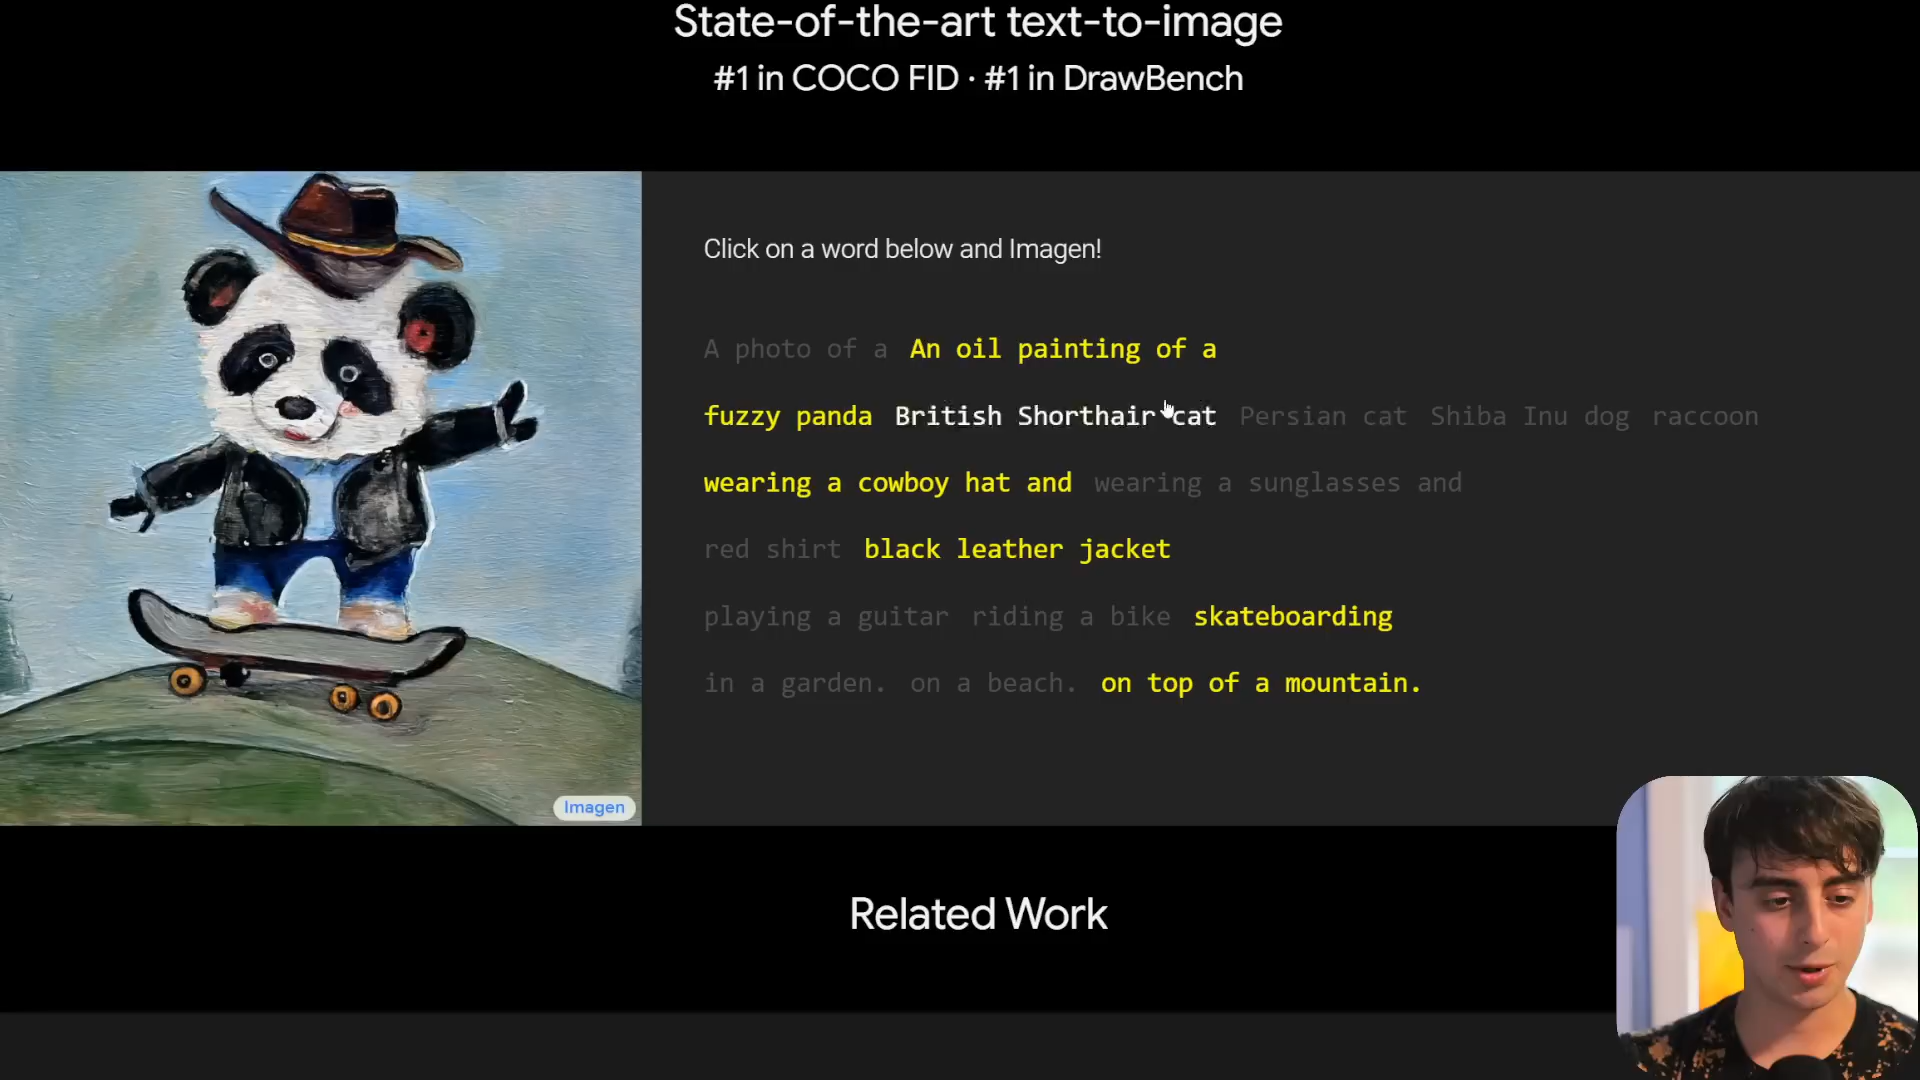 State-of-the-art text-to-image
#1 in COCO FID · #1 in DrawBench
Click on a word below and Imagen!
A photo of a An oil painting of a
fuzzy panda British Shorthair cat Persian cat Shiba Inu dog raccoon
wearing a cowboy hat and wearing a sunglasses and
red shirt black leather jacket
playing a guitar riding a bike skateboarding
in a garden. on a beach. on top of a mountain.
Imagen
Related Work